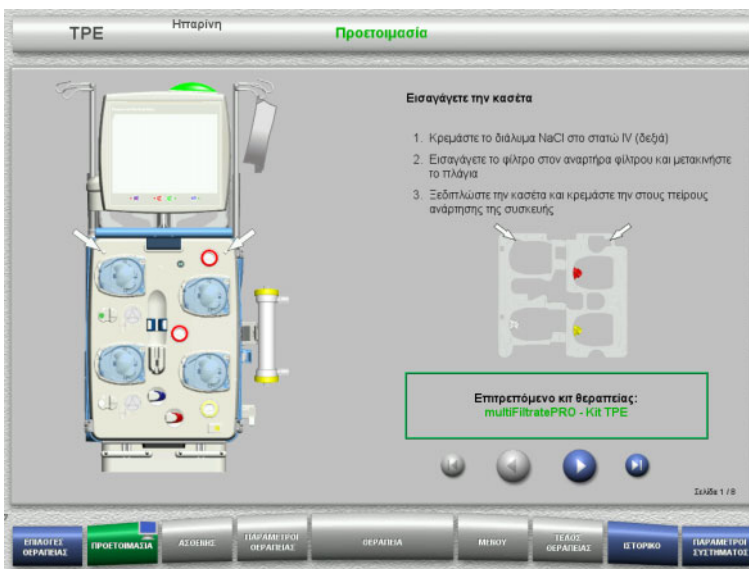 TPE
Ηπαρίνη
Προετοιμασία
Εισαγάγετε την κασέτα
1. Κρεμάστε το διάλυμα NaCl στο στατώ IV (δεξιά)
2. Εισαγάγετε το φίλτρο στον αναρτήρα φίλτρου και μετακινήστε
το πλάγια
3. Ξεδιπλώστε την κασέτα και κρεμάστε την στους πείρους
ανάρτησης της συσκευής
Επιτρεπόμενο κιτ θεραπείας:
multiFiltratePRO - Kit TPE
Σελίδα 1 / 8
ΕΠΙΛΟΓΕΣ
ΘΕΡΑΠΕΙΑΣ
ΠΡΟΕΤΟΙΜΑΣΙΑ
ΑΣΘΕΝΗΣ
ΠΑΡΑΜΕΤΡΟΙ
ΘΕΡΑΠΕΙΑΣ
ΘΕΡΑΠΕΙΑ
ΜΕΝΟΥ
ΤΕΛΟΣ
ΘΕΡΑΠΕΙΑΣ
ΙΣΤΟΡΙΚΟ
ΠΑΡΑΜΕΤΡΟΙ
ΣΥΣΤΗΜΑΤΟΣ